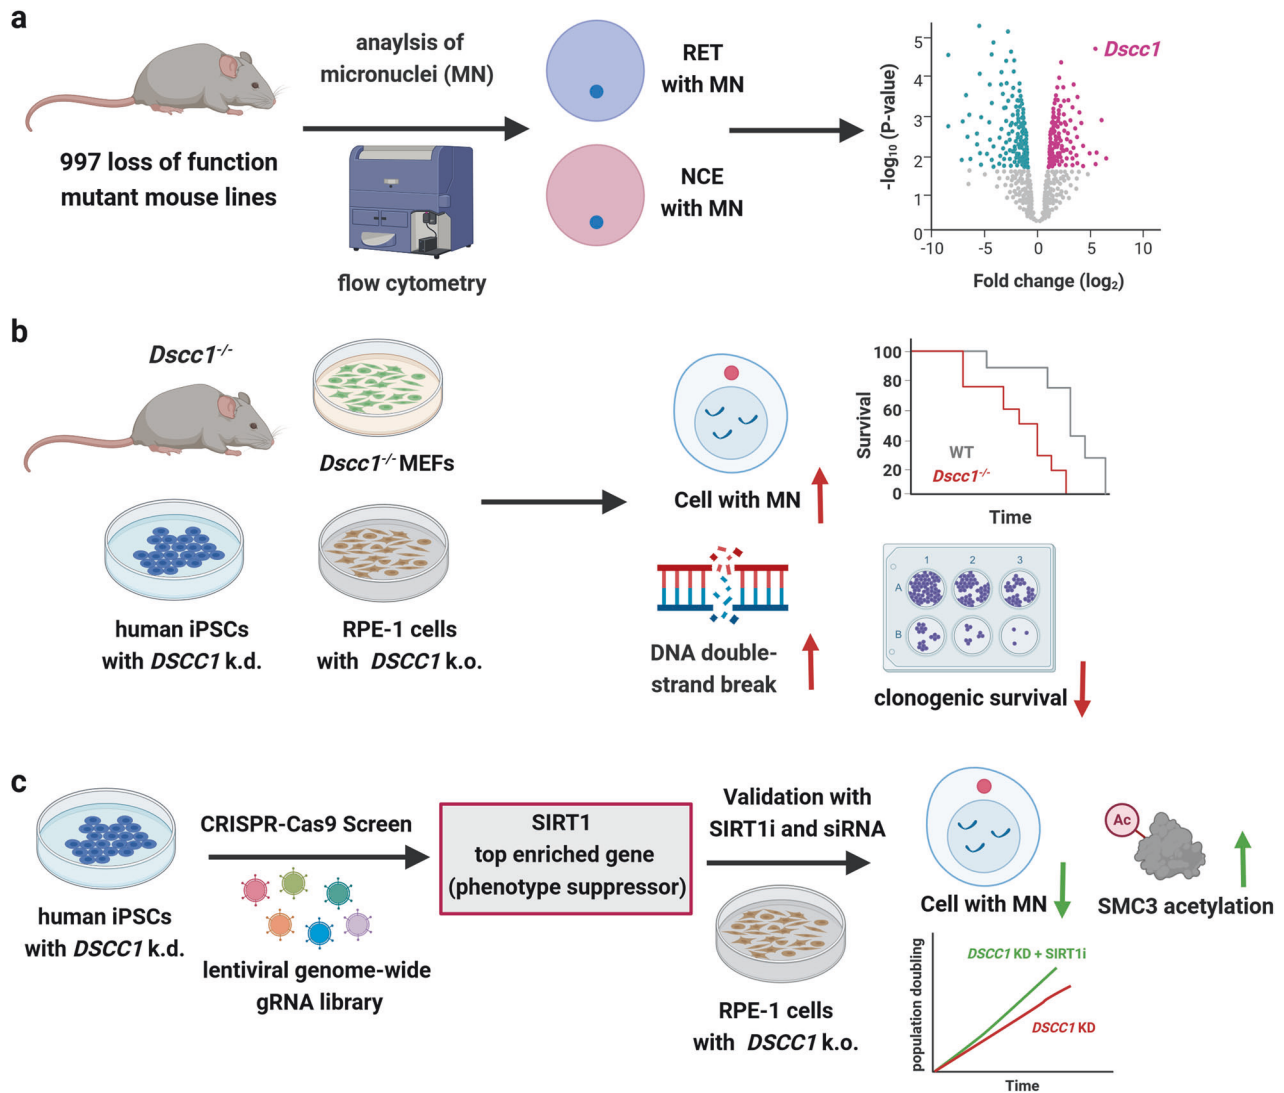 a
997 loss of function
mutant mouse lines
anaylsis of
micronuclei (MN)
flow cytometry
RET
with MN
NCE
with MN
-log10 (P-value)
5
4
3
2
1
0
-10
-5
0
5
10
Fold change (log2)
Dscc1
b
Dscc1-/-
Dscc1-/- MEFs
human iPSCs
with DSCC1 k.d.
RPE-1 cells
with DSCC1 k.o.
Cell with MN
DNA double-
strand break
Survival
100
80
60
40
20
0
WT
Dscc1-/-
Time
1 2 3
A
B
clonogenic survival
c
human iPSCs
with DSCC1 k.d.
CRISPR-Cas9 Screen
lentiviral genome-wide
gRNA library
SIRT1
top enriched gene
(phenotype suppressor)
Validation with
SIRT1i and siRNA
RPE-1 cells
with DSCC1 k.o.
Cell with MN
Ac
SMC3 acetylation
population doubling
DSCC1 KD + SIRT1i
DSCC1 KD
Time